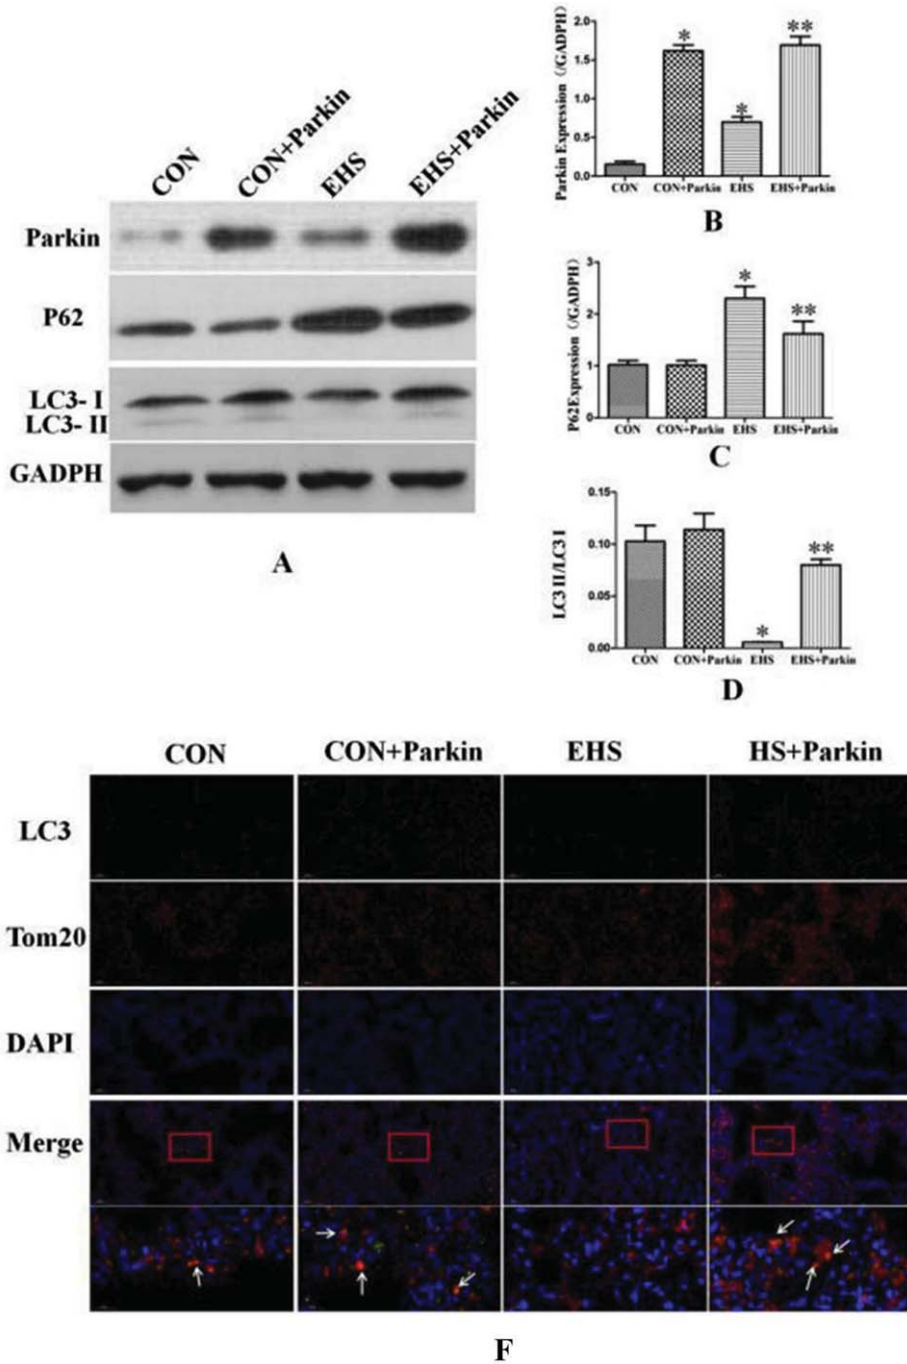 CON
CON+Parkin
EHS
EHS+Parkin
Parkin
P62
LC3- I
LC3- II
GADPH
A
Parkin Expression (/GADPH)
2.0
1.5
1.0
0.5
0.0
*
*
**
CON
CON+Parkin
EHS
EHS+Parkin
B
P62Expression (/GADPH)
3
2
1
0
*
**
CON
CON+Parkin
EHS
EHS+Parkin
C
LC3 II/LC3 I
0.15
0.10
0.05
0.00
*
**
CON
CON+Parkin
EHS
EHS+Parkin
D
CON
CON+Parkin
EHS
HS+Parkin
LC3
Tom20
DAPI
Merge
F